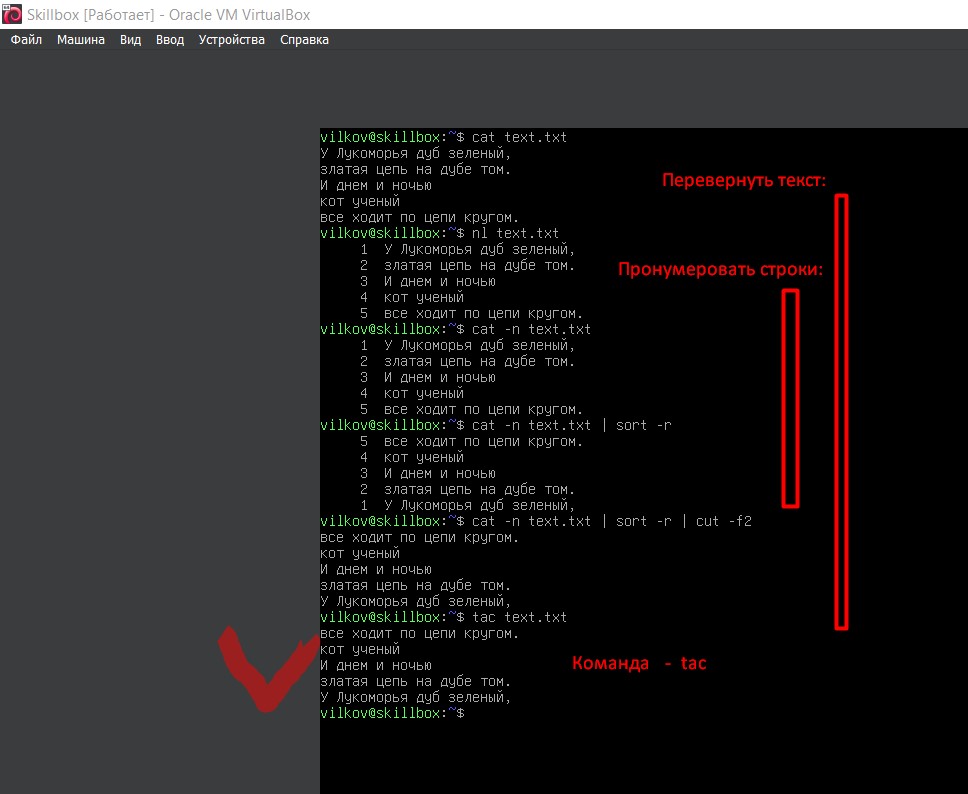 Skillbox [Работает] - Oracle VM VirtualBox
Файл Машина Вид Ввод Устройства Справка
vilkov@skillbox:~$ cat text.txt
У Лукоморья дуб зеленый,
златая цепь на дубе том.
Перевернуть текст:
И днем и ночью
кот ученый
все ходит по цепи кругом.
vilkov@skillbox:~$ nl text.txt
1 У Лукоморья дуб зеленый,
2 златая цепь на дубе том.
Пронумеровать строки:
3 И днем и ночью
4 кот ученый
5 все ходит по цепи кругом.
vilkov@skillbox:~$ cat -n text.txt
1 У Лукоморья дуб зеленый,
2 златая цепь на дубе том.
3 И днем и ночью
4 кот ученый
5 все ходит по цепи кругом.
vilkov@skillbox:~$ cat -n text.txt | sort -r
5 все ходит по цепи кругом.
4 кот ученый
3 И днем и ночью
2 златая цепь на дубе том.
1 У Лукоморья дуб зеленый,
vilkov@skillbox:~$ cat -n text.txt | sort -r | cut -f2
все ходит по цепи кругом.
кот ученый
И днем и ночью
златая цепь на дубе том.
У Лукоморья дуб зеленый,
vilkov@skillbox:~$ tac text.txt
все ходит по цепи кругом.
кот ученый
И днем и ночью
Команда - tac
златая цепь на дубе том.
У Лукоморья дуб зеленый,
vilkov@skillbox:~$